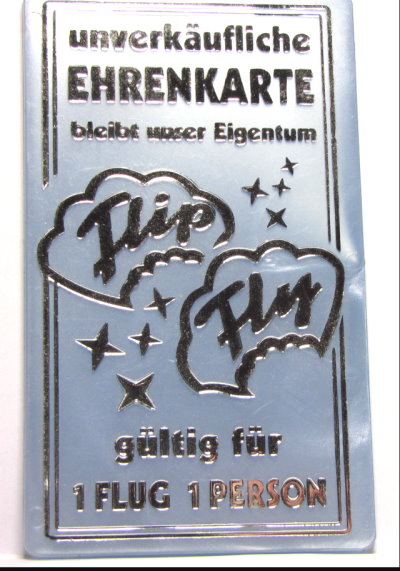 unverkäufliche
EHRENKARTE
bleibt unser Eigentum
Flip
Fly
gültig für
1 FLUG 1 PERSON